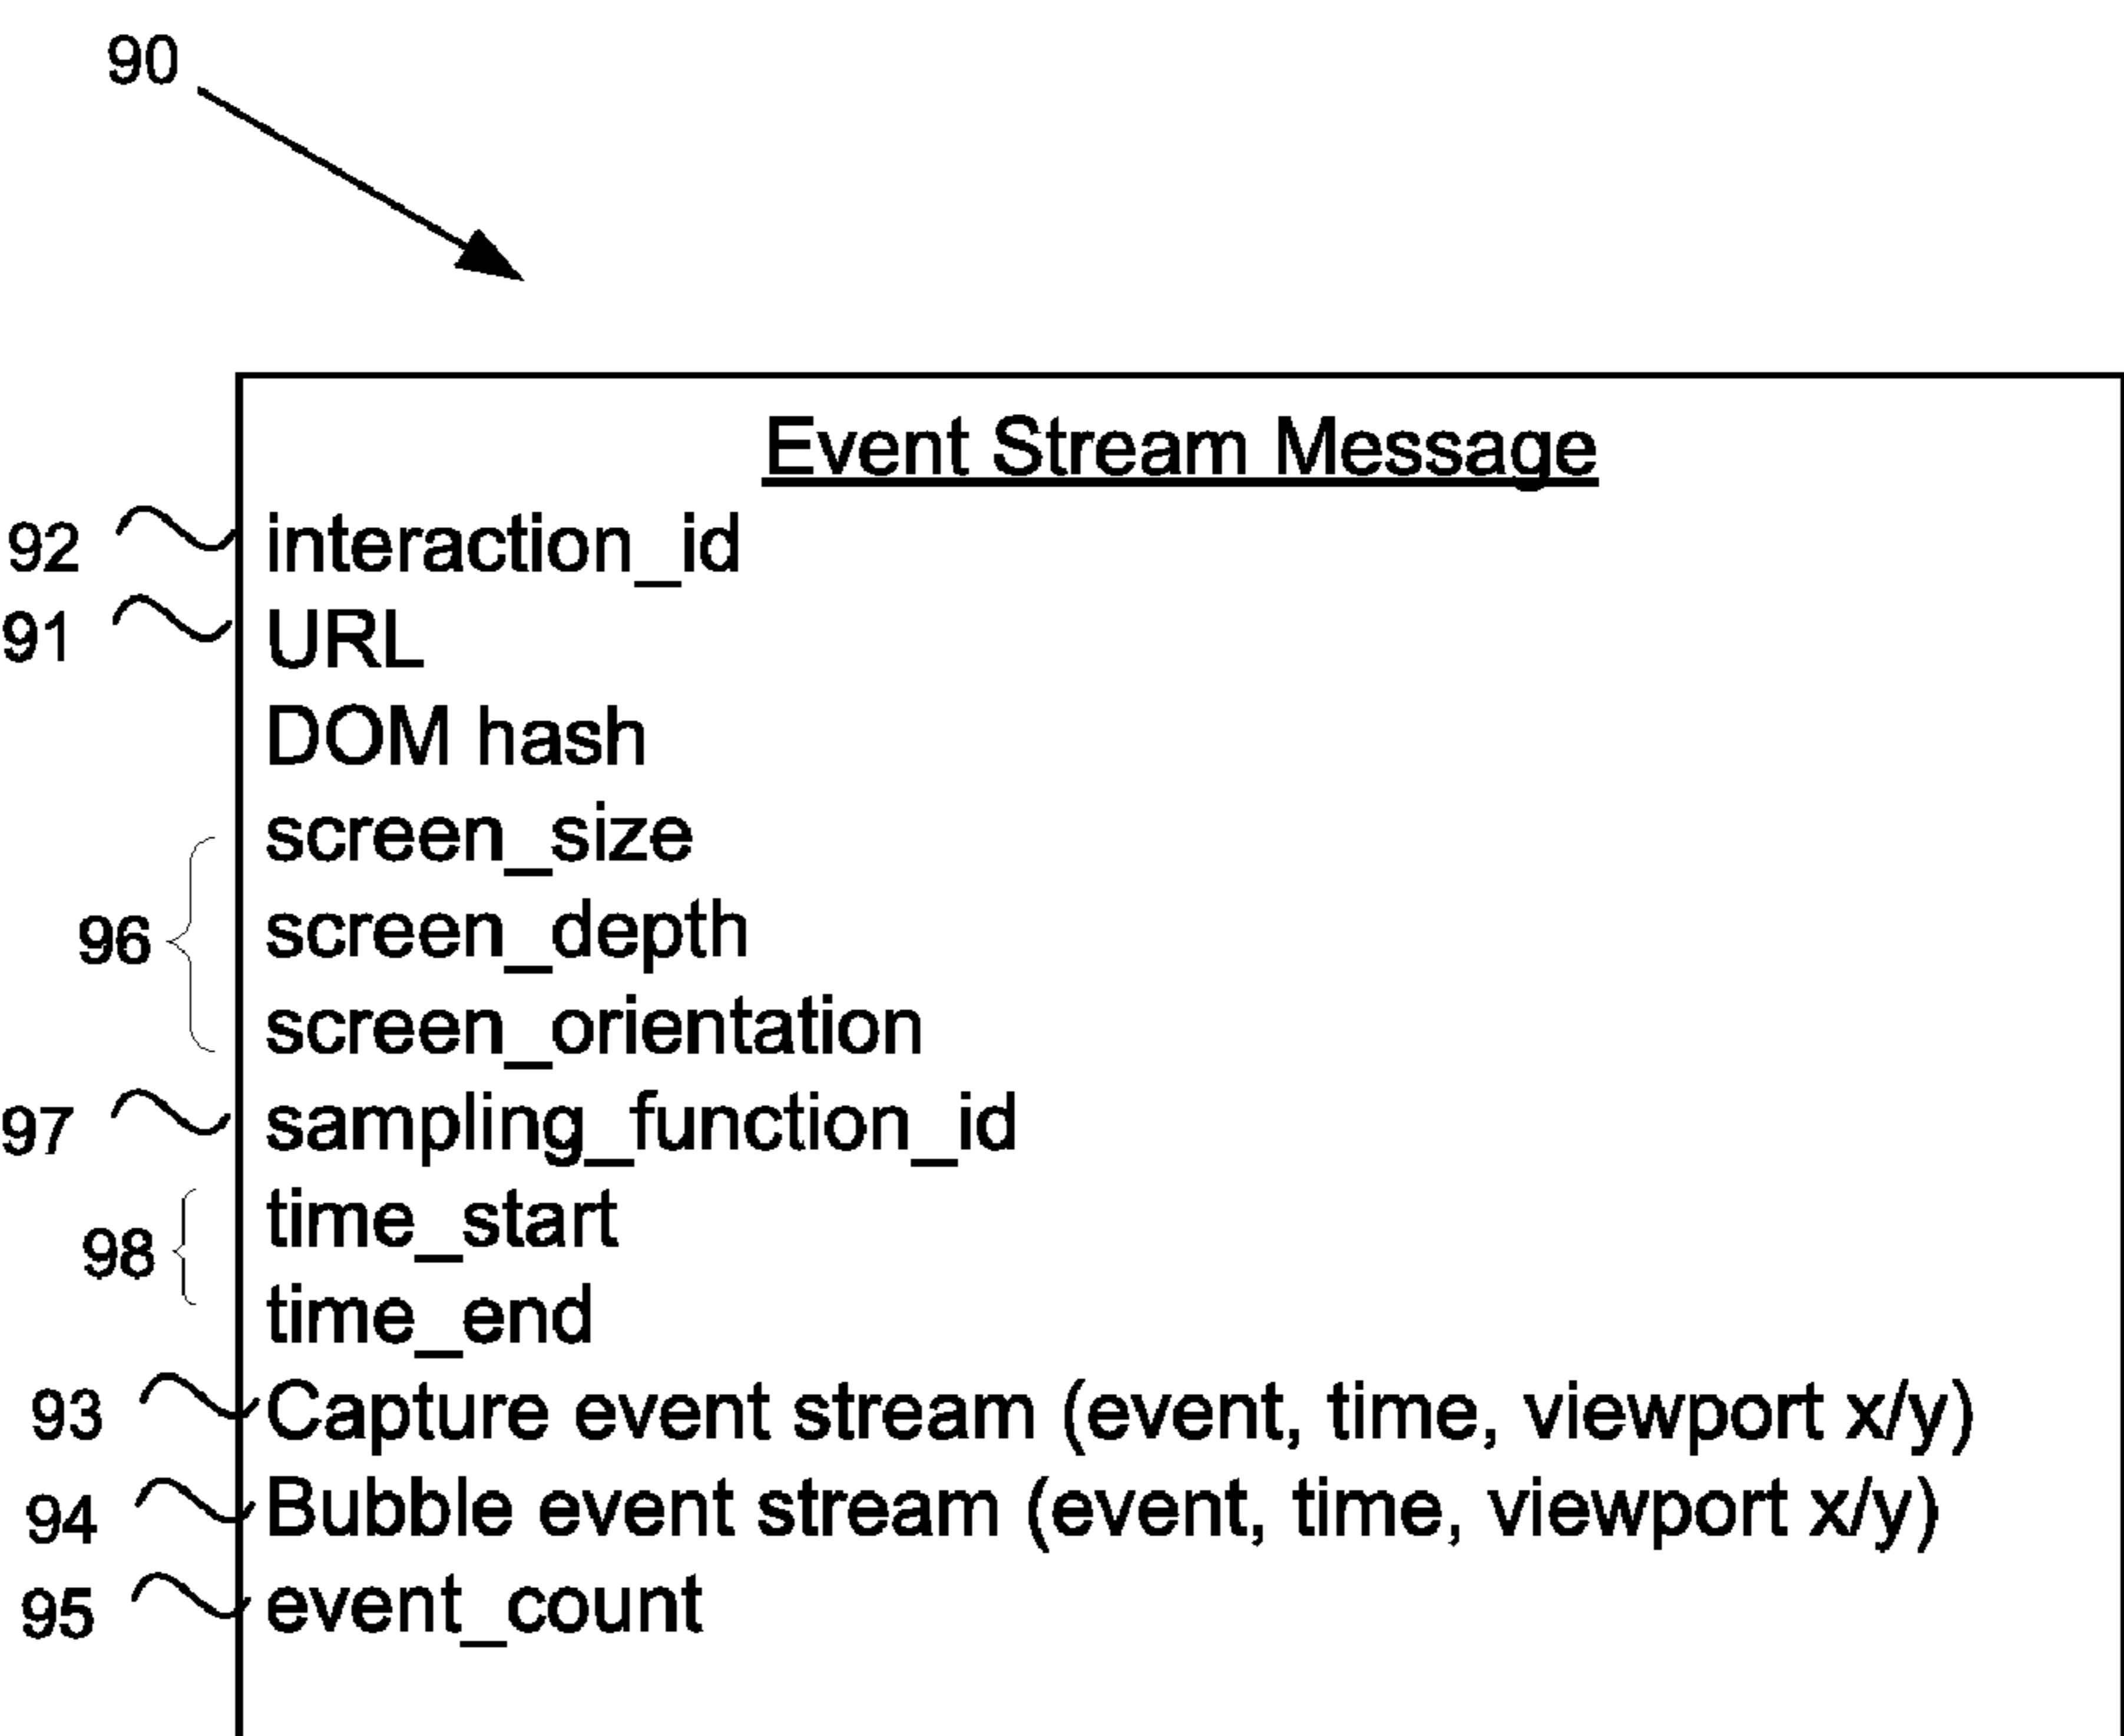 90
Event Stream Message
92 interaction_id
91 URL
DOM hash
screen_size
96 screen_depth
screen_orientation
97 sampling_function_id
time_start
98
time_end
93 Capture event stream (event, time, viewport x/y)
94 Bubble event stream (event, time, viewport x/y)
95 event_count